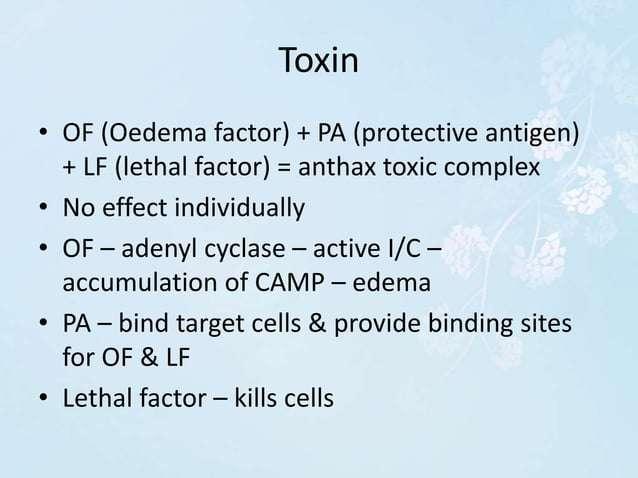 Toxin
• OF (Oedema factor) + PA (protective antigen)
+ LF (lethal factor) = anthax toxic complex
• No effect individually
• OF – adenyl cyclase – active I/C –
accumulation of CAMP – edema
• PA – bind target cells & provide binding sites
for OF & LF
• Lethal factor – kills cells